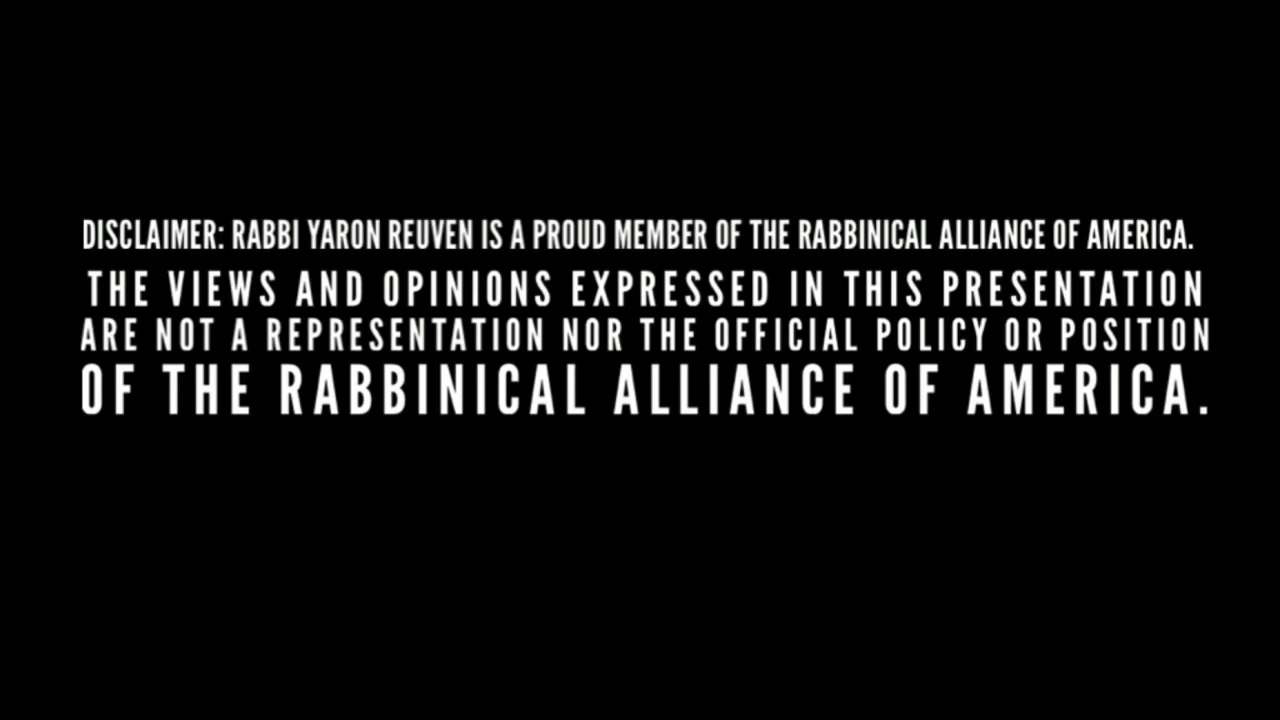 DISCLAIMER: RABBI YARON REUVEN IS A PROUD MEMBER OF THE RABBINICAL ALLIANCE OF AMERICA.
THE VIEWS AND OPINIONS EXPRESSED IN THIS PRESENTATION
ARE NOT A REPRESENTATION NOR THE OFFICIAL POLICY OR POSITION
OF THE RABBINICAL ALLIANCE OF AMERICA.